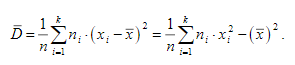 D̅ = 1/n ∑_{i=1}^{k} n_i · (x_i − x̅)² = 1/n ∑_{i=1}^{k} n_i · x_i² − (x̅)².